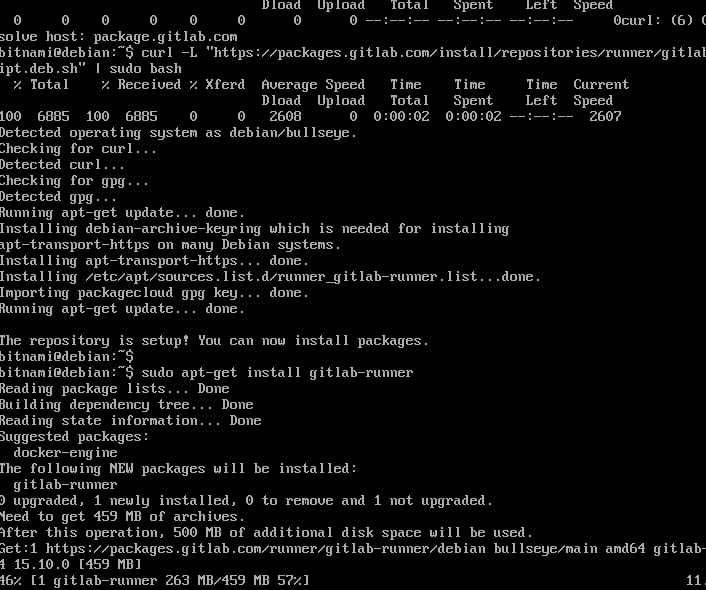 Dload Upload Total Spent Left Speed
0 0 0 0 0 0 0 0 --:--:-- --:--:-- --:--:-- 0curl: (6)
solve host: package.gitlab.com
bitnami@debian:~$ curl -L "https://packages.gitlab.com/install/repositories/runner/gitlab
ipt.deb.sh" | sudo bash
% Total % Received % Xferd Average Speed Time Time Time Current
Dload Upload Total Spent Left Speed
100 6885 100 6885 0 0 2608 0 0:00:02 0:00:02 --:--:-- 2607
Detected operating system as debian/bullseye.
Checking for curl...
Detected curl...
Checking for gpg...
Detected gpg...
Running apt-get update... done.
Installing debian-archive-keyring which is needed for installing
apt-transport-https on many Debian systems.
Installing apt-transport-https... done.
Installing /etc/apt/sources.list.d/runner_gitlab-runner.list...done.
Importing packagecloud gpg key... done.
Running apt-get update... done.
The repository is setup! You can now install packages.
bitnami@debian:~$
bitnami@debian:~$ sudo apt-get install gitlab-runner
Reading package lists... Done
Building dependency tree... Done
Reading state information... Done
Suggested packages:
docker-engine
The following NEW packages will be installed:
gitlab-runner
0 upgraded, 1 newly installed, 0 to remove and 1 not upgraded.
Need to get 459 MB of archives.
After this operation, 500 MB of additional disk space will be used.
Get:1 https://packages.gitlab.com/runner/gitlab-runner/debian bullseye/main amd64 gitlab-
4 15.10.0 [459 MB]
46% [1 gitlab-runner 263 MB/459 MB 57%] 11.